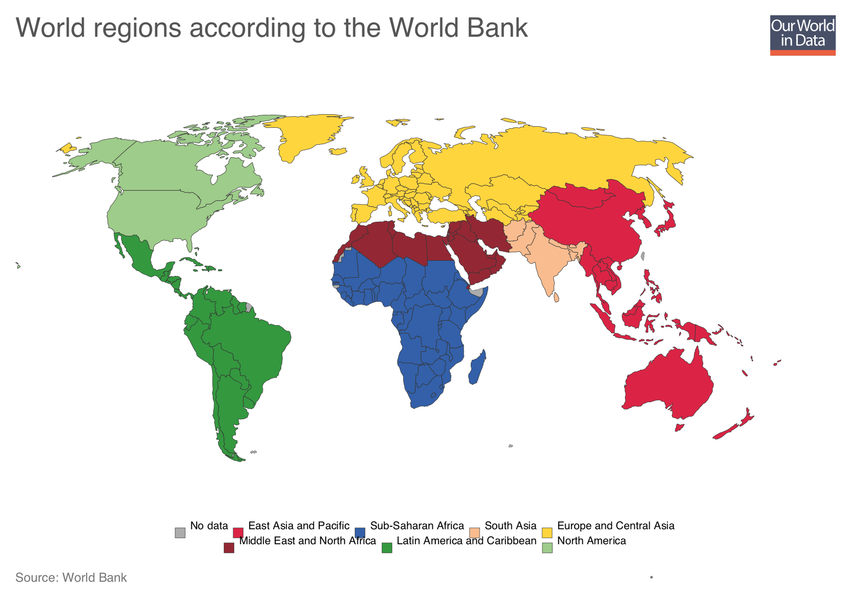 World regions according to the World Bank
Our World
in Data
No data East Asia and Pacific Sub-Saharan Africa South Asia Europe and Central Asia
Middle East and North Africa Latin America and Caribbean North America
Source: World Bank